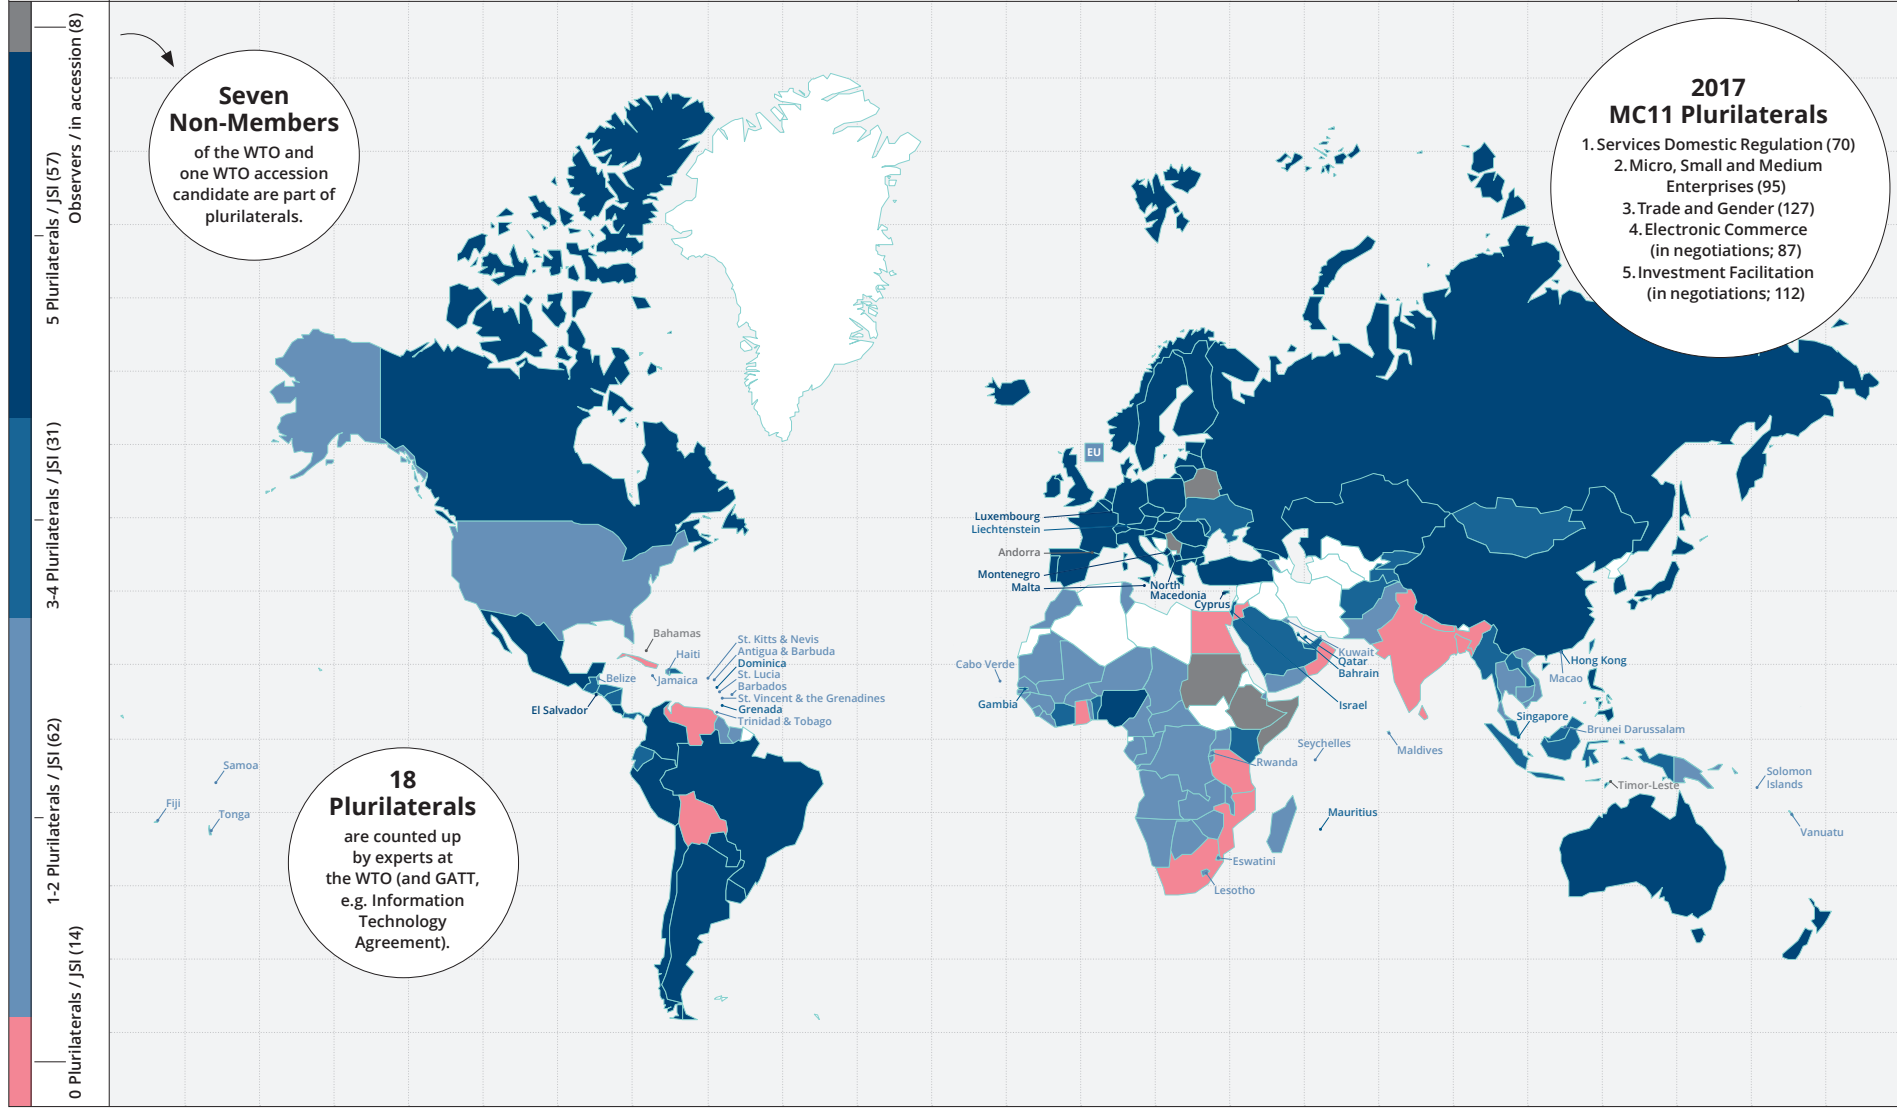 Observers / in accession (8)
5 Plurilaterals / JSI (57)
3-4 Plurilaterals / JSI (31)
1-2 Plurilaterals / JSI (62)
0 Plurilaterals / JSI (14)
Seven
Non-Members
of the WTO and
one WTO accession
candidate are part of
plurilaterals.
2017
MC11 Plurilaterals
1. Services Domestic Regulation (70)
2. Micro, Small and Medium
Enterprises (95)
3. Trade and Gender (127)
4. Electronic Commerce
(in negotiations; 87)
5. Investment Facilitation
(in negotiations; 112)
EU
Luxembourg
Liechtenstein
Andorra
Montenegro
Malta
North
Macedonia
Cyprus
Bahamas
Haiti
Belize
Jamaica
El Salvador
St. Kitts & Nevis
Antigua & Barbuda
Dominica
St. Lucia
Barbados
St. Vincent & the Grenadines
Grenada
Trinidad & Tobago
Cabo Verde
Gambia
Kuwait
Qatar
Bahrain
Israel
Hong Kong
Macao
Singapore
Brunei Darussalam
Seychelles
Maldives
Rwanda
Timor-Leste
Solomon
Islands
Mauritius
Vanuatu
Eswatini
Lesotho
Samoa
Fiji
Tonga
18
Plurilaterals
are counted up
by experts at
the WTO (and GATT,
e.g. Information
Technology
Agreement).